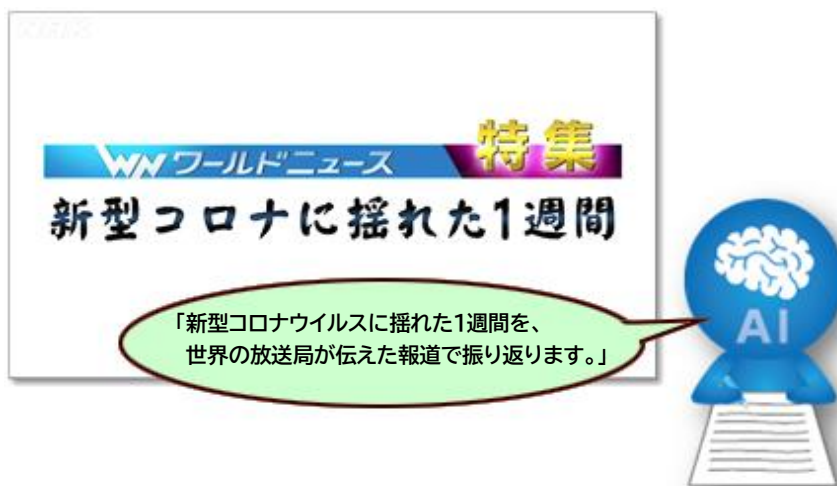 NHK
WN ワールドニュース 特集
新型コロナに揺れた1週間
「新型コロナウイルスに揺れた1週間を、
世界の放送局が伝えた報道で振り返ります。」
AI